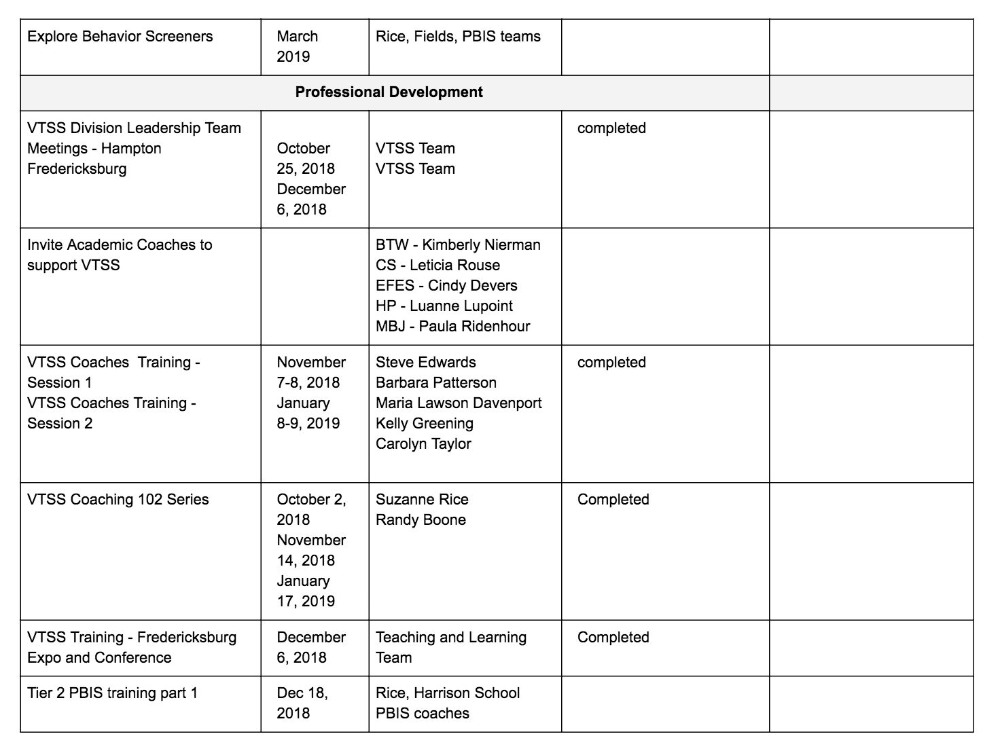 Explore Behavior Screeners
March
2019
Rice, Fields, PBIS teams
Professional Development
VTSS Division Leadership Team
Meetings - Hampton
Fredericksburg
October
25, 2018
December
6, 2018
VTSS Team
VTSS Team
completed
Invite Academic Coaches to
support VTSS
BTW - Kimberly Nierman
CS - Leticia Rouse
EFES - Cindy Devers
HP - Luanne Lupoint
MBJ - Paula Ridenhour
VTSS Coaches  Training -
Session 1
VTSS Coaches Training -
Session 2
November
7-8, 2018
January
8-9, 2019
Steve Edwards
Barbara Patterson
Maria Lawson Davenport
Kelly Greening
Carolyn Taylor
completed
VTSS Coaching 102 Series
October 2,
2018
November
14, 2018
January
17, 2019
Suzanne Rice
Randy Boone
Completed
VTSS Training - Fredericksburg
Expo and Conference
December
6, 2018
Teaching and Learning
Team
Completed
Tier 2 PBIS training part 1
Dec 18,
2018
Rice, Harrison School
PBIS coaches